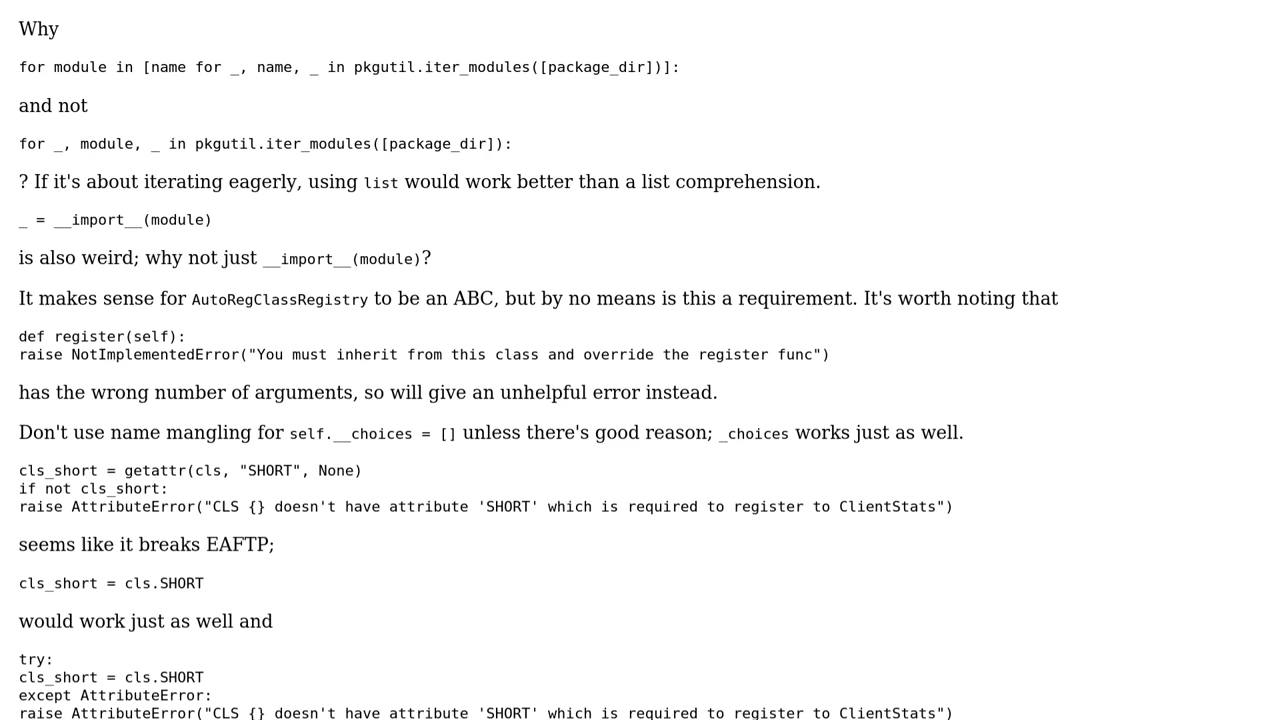 Why
for module in [name for _, name, _ in pkgutil.iter_modules([package_dir])]:
and not
for _, module, _ in pkgutil.iter_modules([package_dir]):
? If it's about iterating eagerly, using list would work better than a list comprehension.
_ = __import__(module)
is also weird; why not just __import__(module)?
It makes sense for AutoRegClassRegistry to be an ABC, but by no means is this a requirement. It's worth noting that
def register(self):
raise NotImplementedError("You must inherit from this class and override the register func")
has the wrong number of arguments, so will give an unhelpful error instead.
Don't use name mangling for self.__choices = [] unless there's good reason; _choices works just as well.
cls_short = getattr(cls, "SHORT", None)
if not cls_short:
raise AttributeError("CLS {} doesn't have attribute 'SHORT' which is required to register to ClientStats")
seems like it breaks EAFTP;
cls_short = cls.SHORT
would work just as well and
try:
cls_short = cls.SHORT
except AttributeError:
raise AttributeError("CLS {} doesn't have attribute 'SHORT' which is required to register to ClientStats")